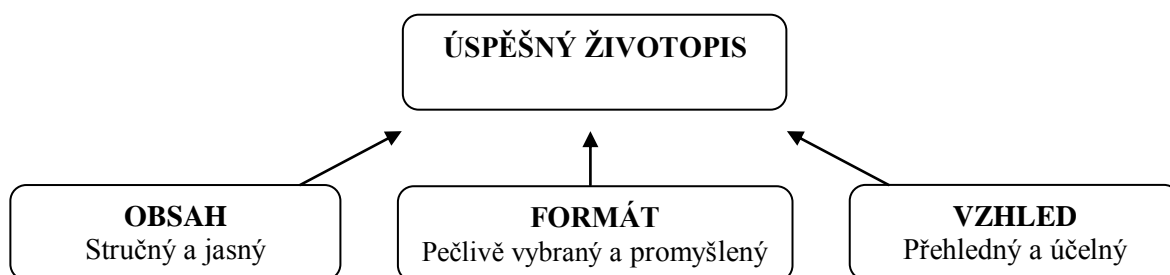 ÚSPĚŠNÝ ŽIVOTOPIS
OBSAH
Stručný a jasný
FORMÁT
Pečlivě vybraný a promyšlený
VZHLED
Přehledný a účelný